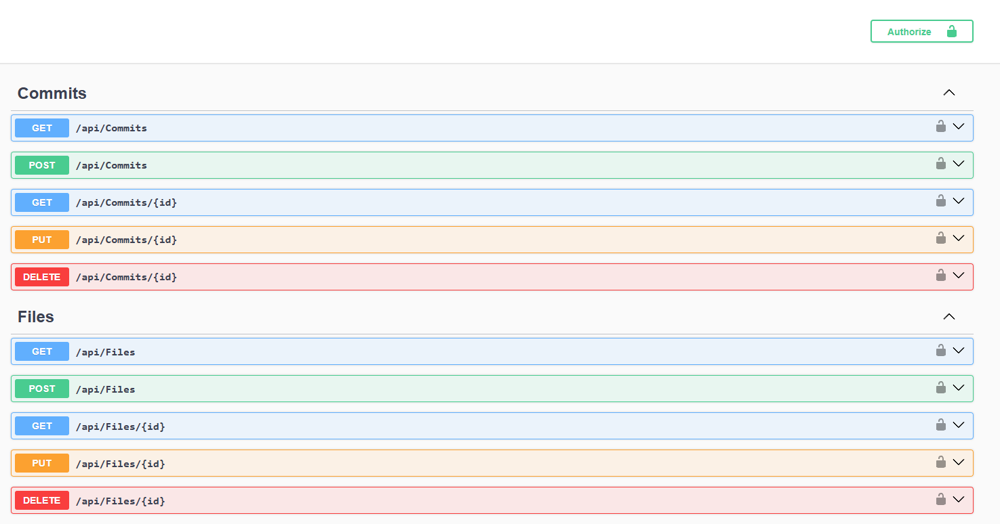 Authorize
Commits
GET /api/Commits
POST /api/Commits
GET /api/Commits/{id}
PUT /api/Commits/{id}
DELETE /api/Commits/{id}
Files
GET /api/Files
POST /api/Files
GET /api/Files/{id}
PUT /api/Files/{id}
DELETE /api/Files/{id}